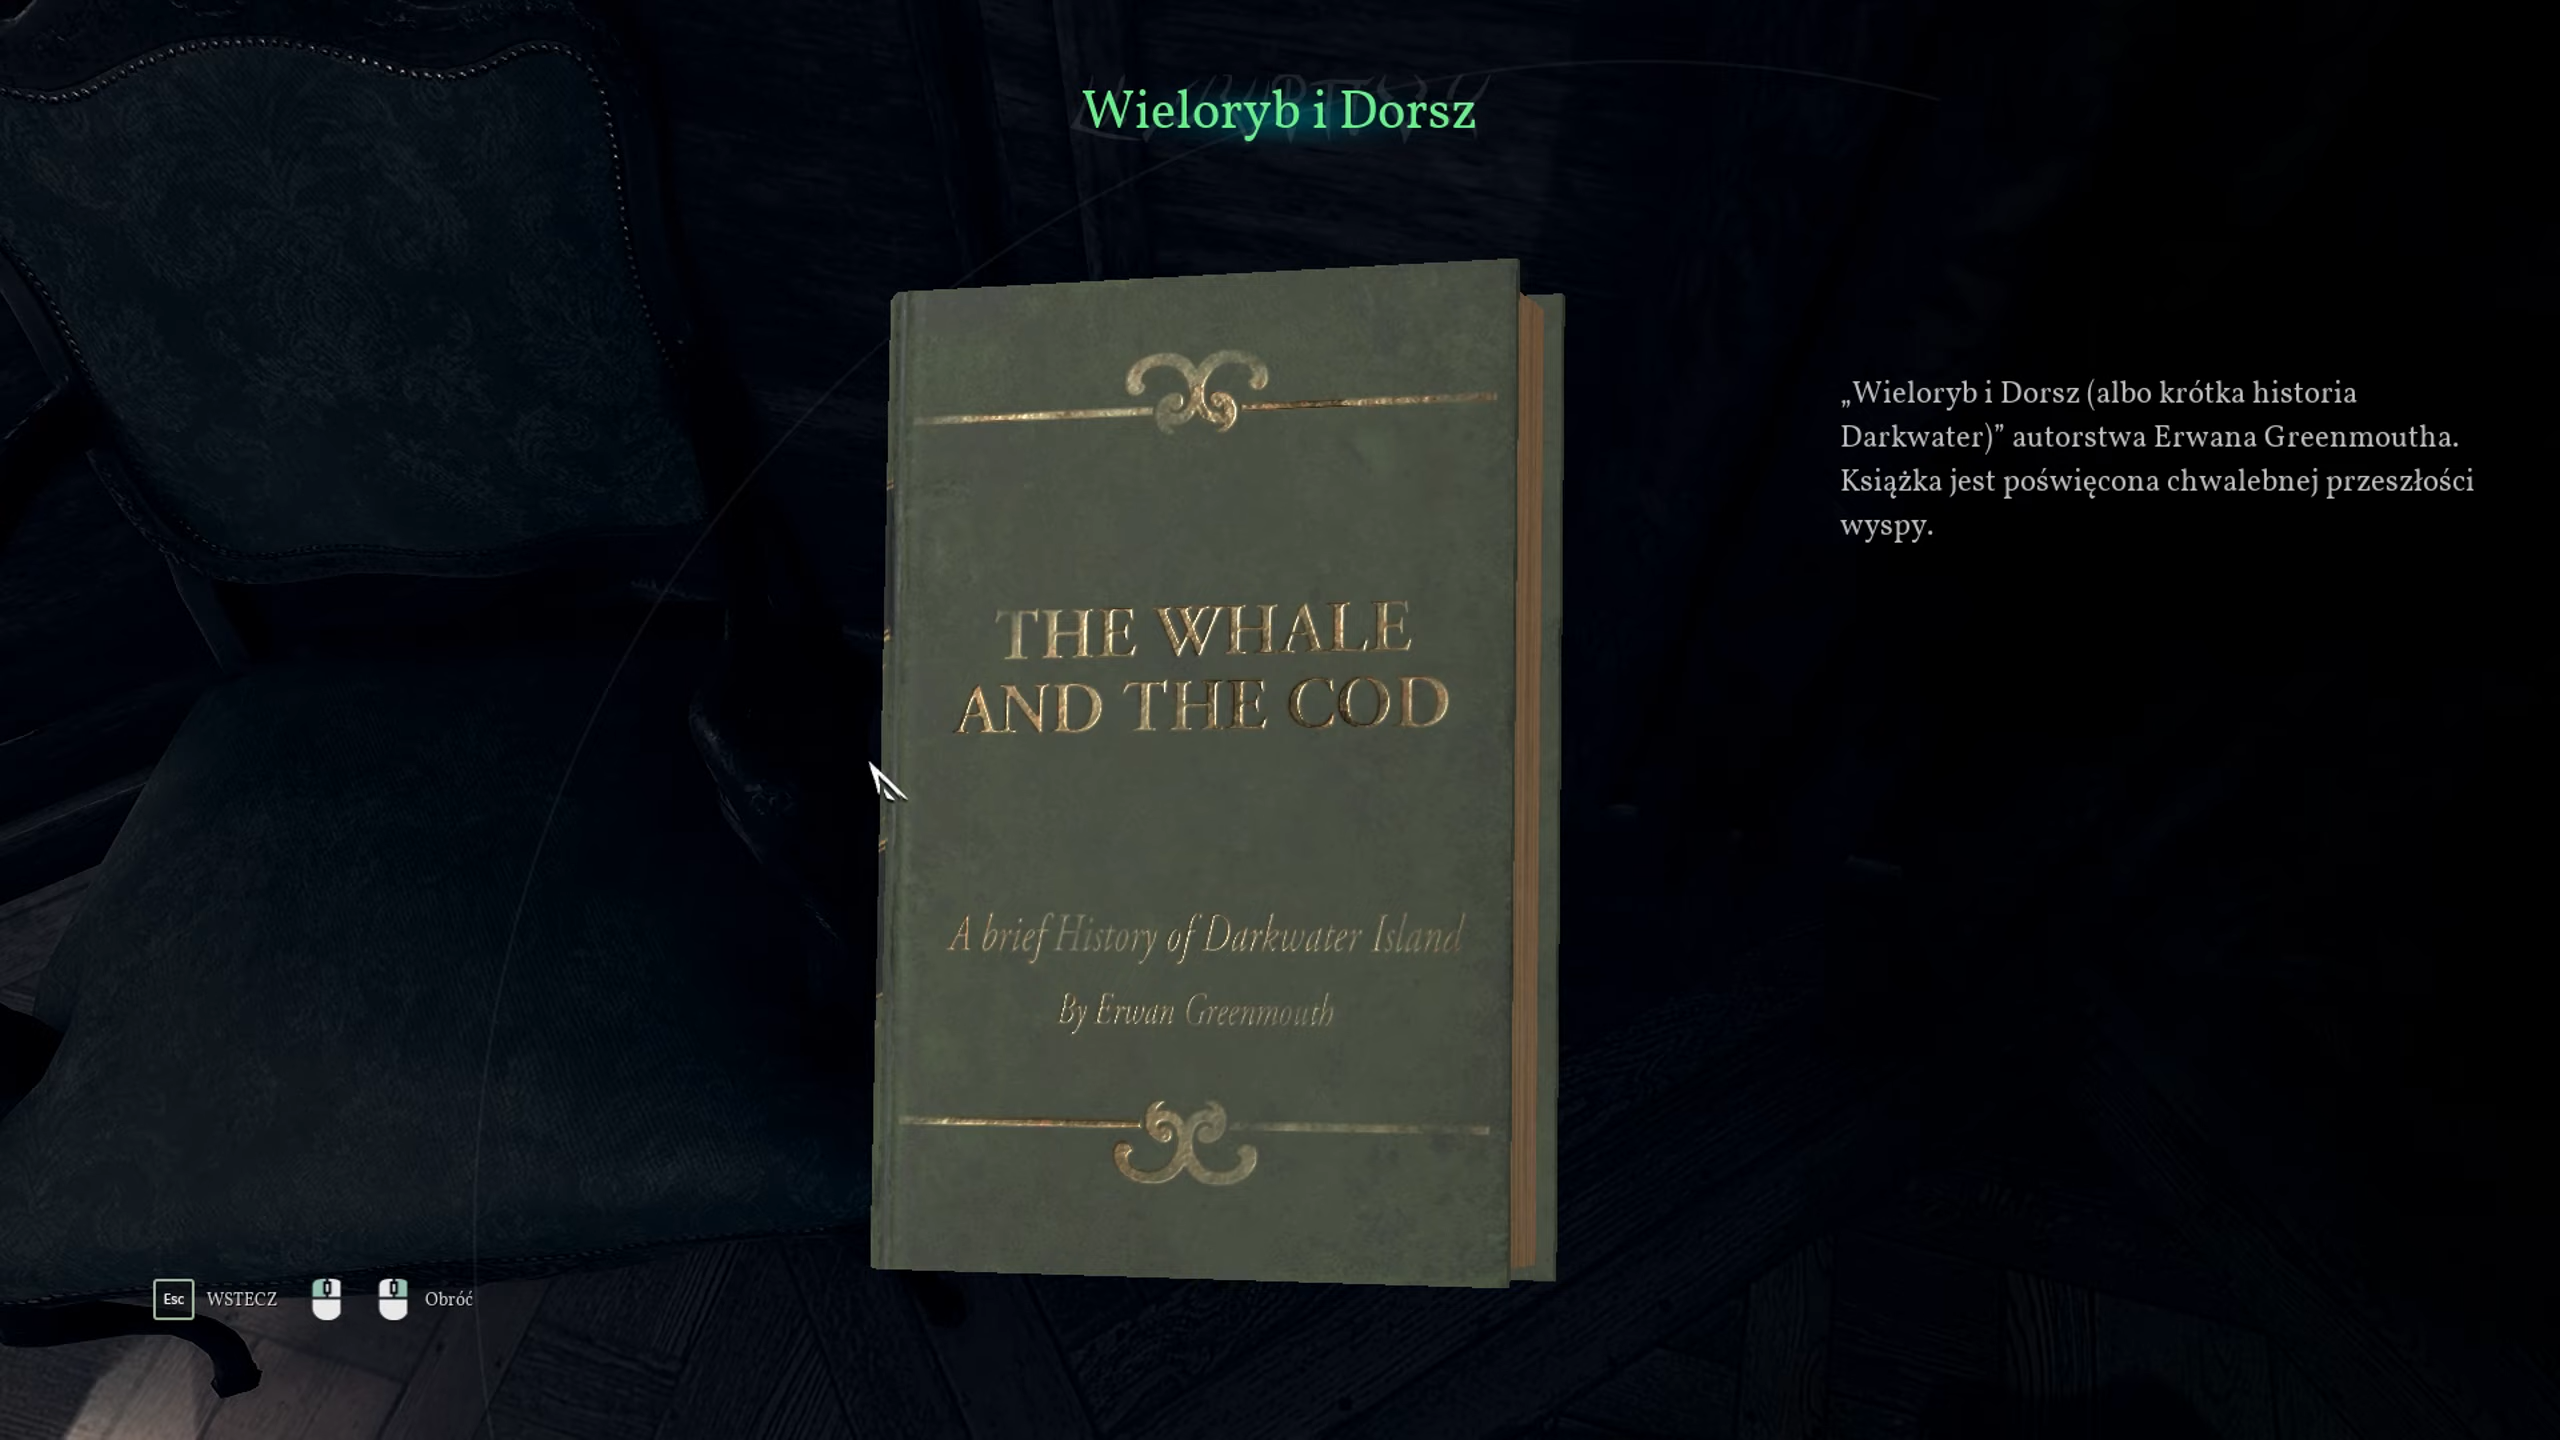 Wieloryb i Dorsz
THE WHALE
AND THE COD
A brief History of Darkwater Island
By Erwan Greenmouth
„Wieloryb i Dorsz (albo krótka historia
Darkwater)” autorstwa Erwana Greenmoutha.
Książka jest poświęcona chwalebnej przeszłości
wyspy.
Esc WSTECZ Obróć